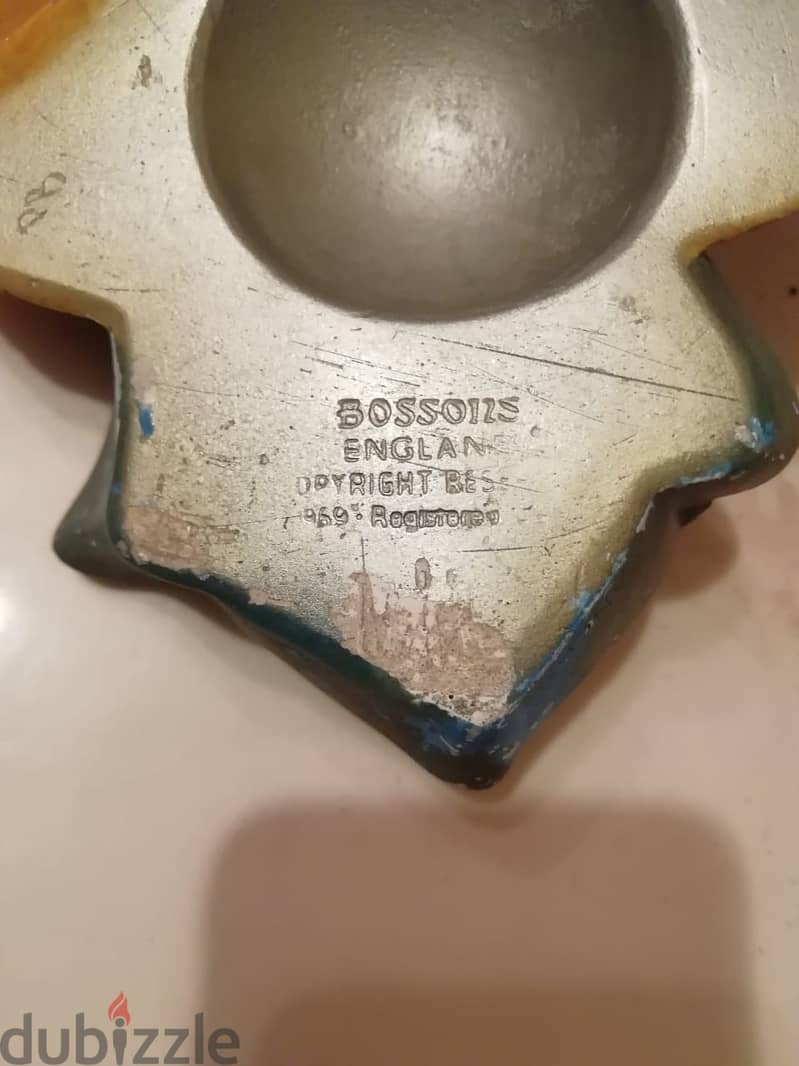 BOSSONS
ENGLAN
OPYRIGHT RES
969 · Registered
dubizzle